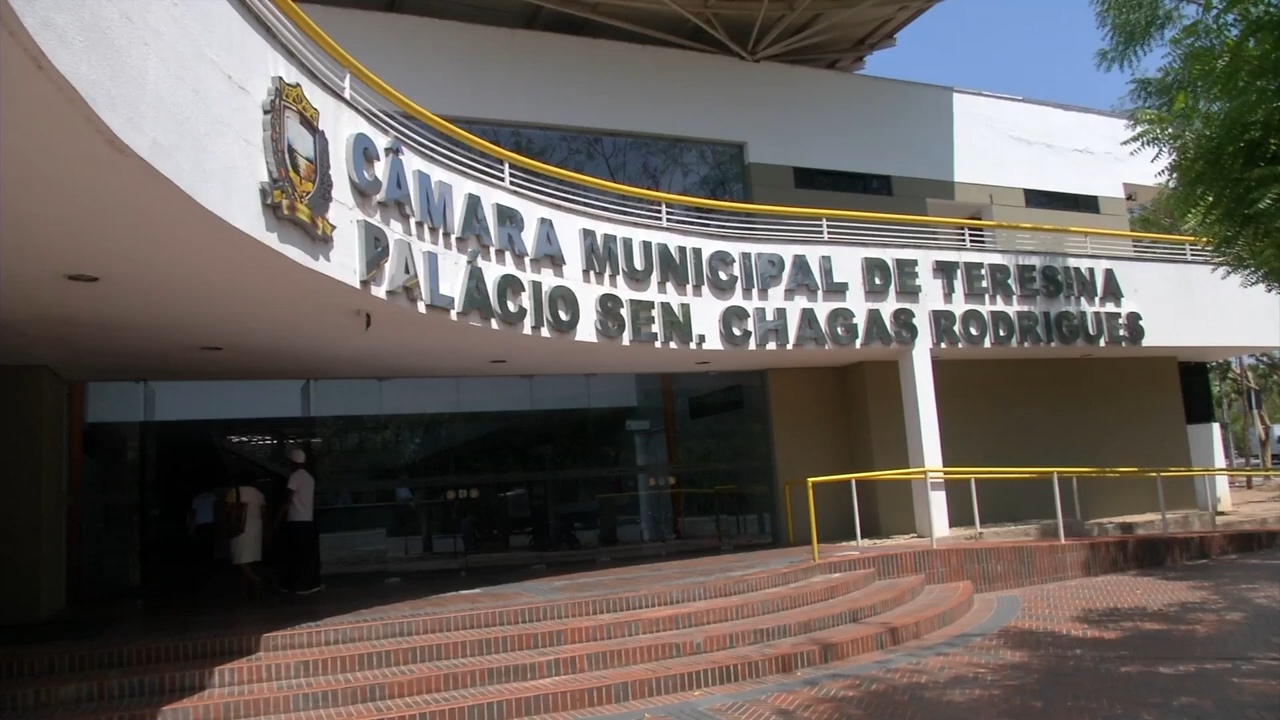 CÂMARA MUNICIPAL DE TERESINA
PALÁCIO SEN. CHAGAS RODRIGUES